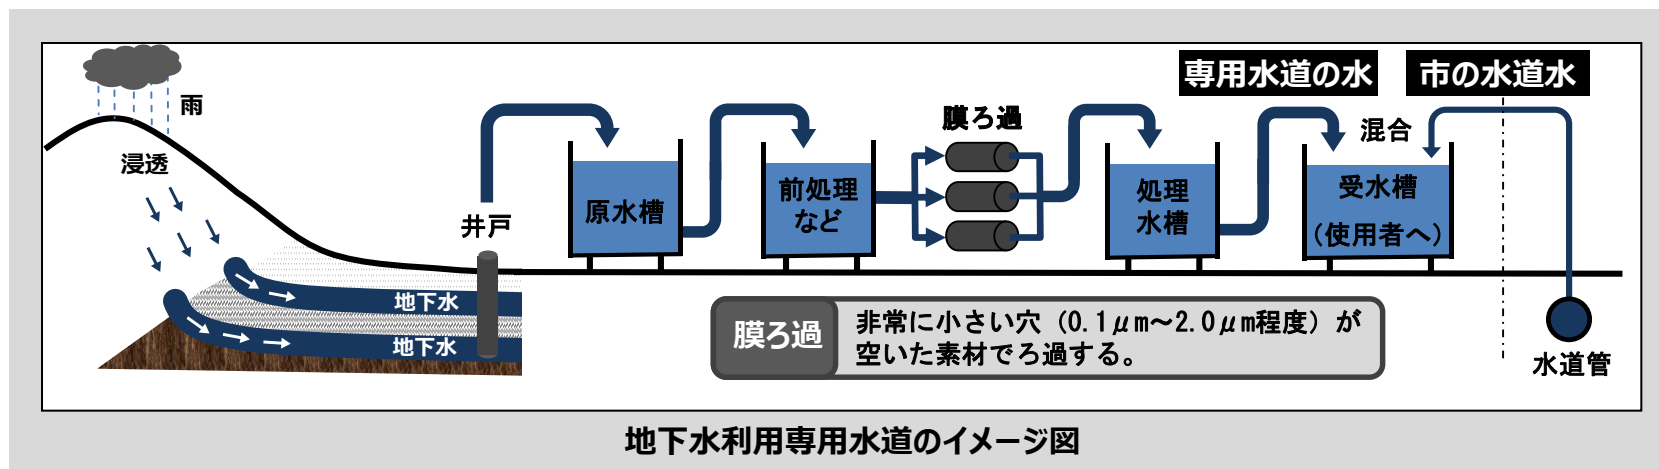 専用水道の水
市の水道水
雨
膜ろ過
混合
浸透
原水槽
前処理
など
処理
水槽
受水槽
(使用者へ)
井戸
地下水
地下水
膜ろ過
非常に小さい穴（0.1μm～2.0μm程度）が
空いた素材でろ過する。
水道管
地下水利用専用水道のイメージ図